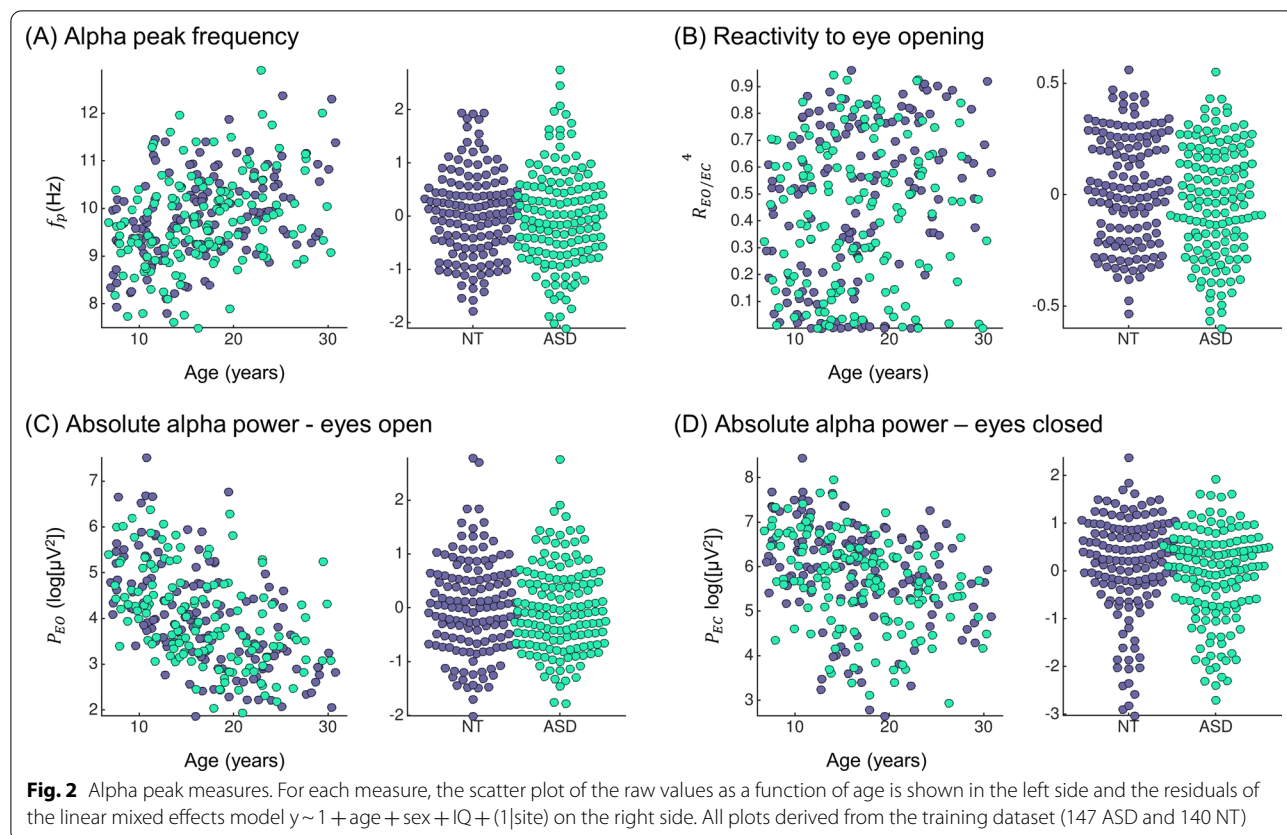 (A) Alpha peak frequency
12
11
10
9
8
fₚ(Hz)
10 20 30
Age (years)
2
1
0
-1
-2
NT ASD
(B) Reactivity to eye opening
0.9
0.8
0.7
0.6
0.5
0.4
0.3
0.2
0.1
R_EO/EC ⁴
10 20 30
Age (years)
0.5
0
-0.5
NT ASD
(C) Absolute alpha power - eyes open
7
6
5
4
3
2
P_EO (log[µV²])
10 20 30
Age (years)
2
1
0
-1
-2
NT ASD
(D) Absolute alpha power – eyes closed
8
7
6
5
4
3
P_EC log([µV²])
10 20 30
Age (years)
2
1
0
-1
-2
-3
NT ASD
Fig. 2 Alpha peak measures. For each measure, the scatter plot of the raw values as a function of age is shown in the left side and the residuals of
the linear mixed effects model y ~ 1 + age + sex + IQ + (1|site) on the right side. All plots derived from the training dataset (147 ASD and 140 NT)